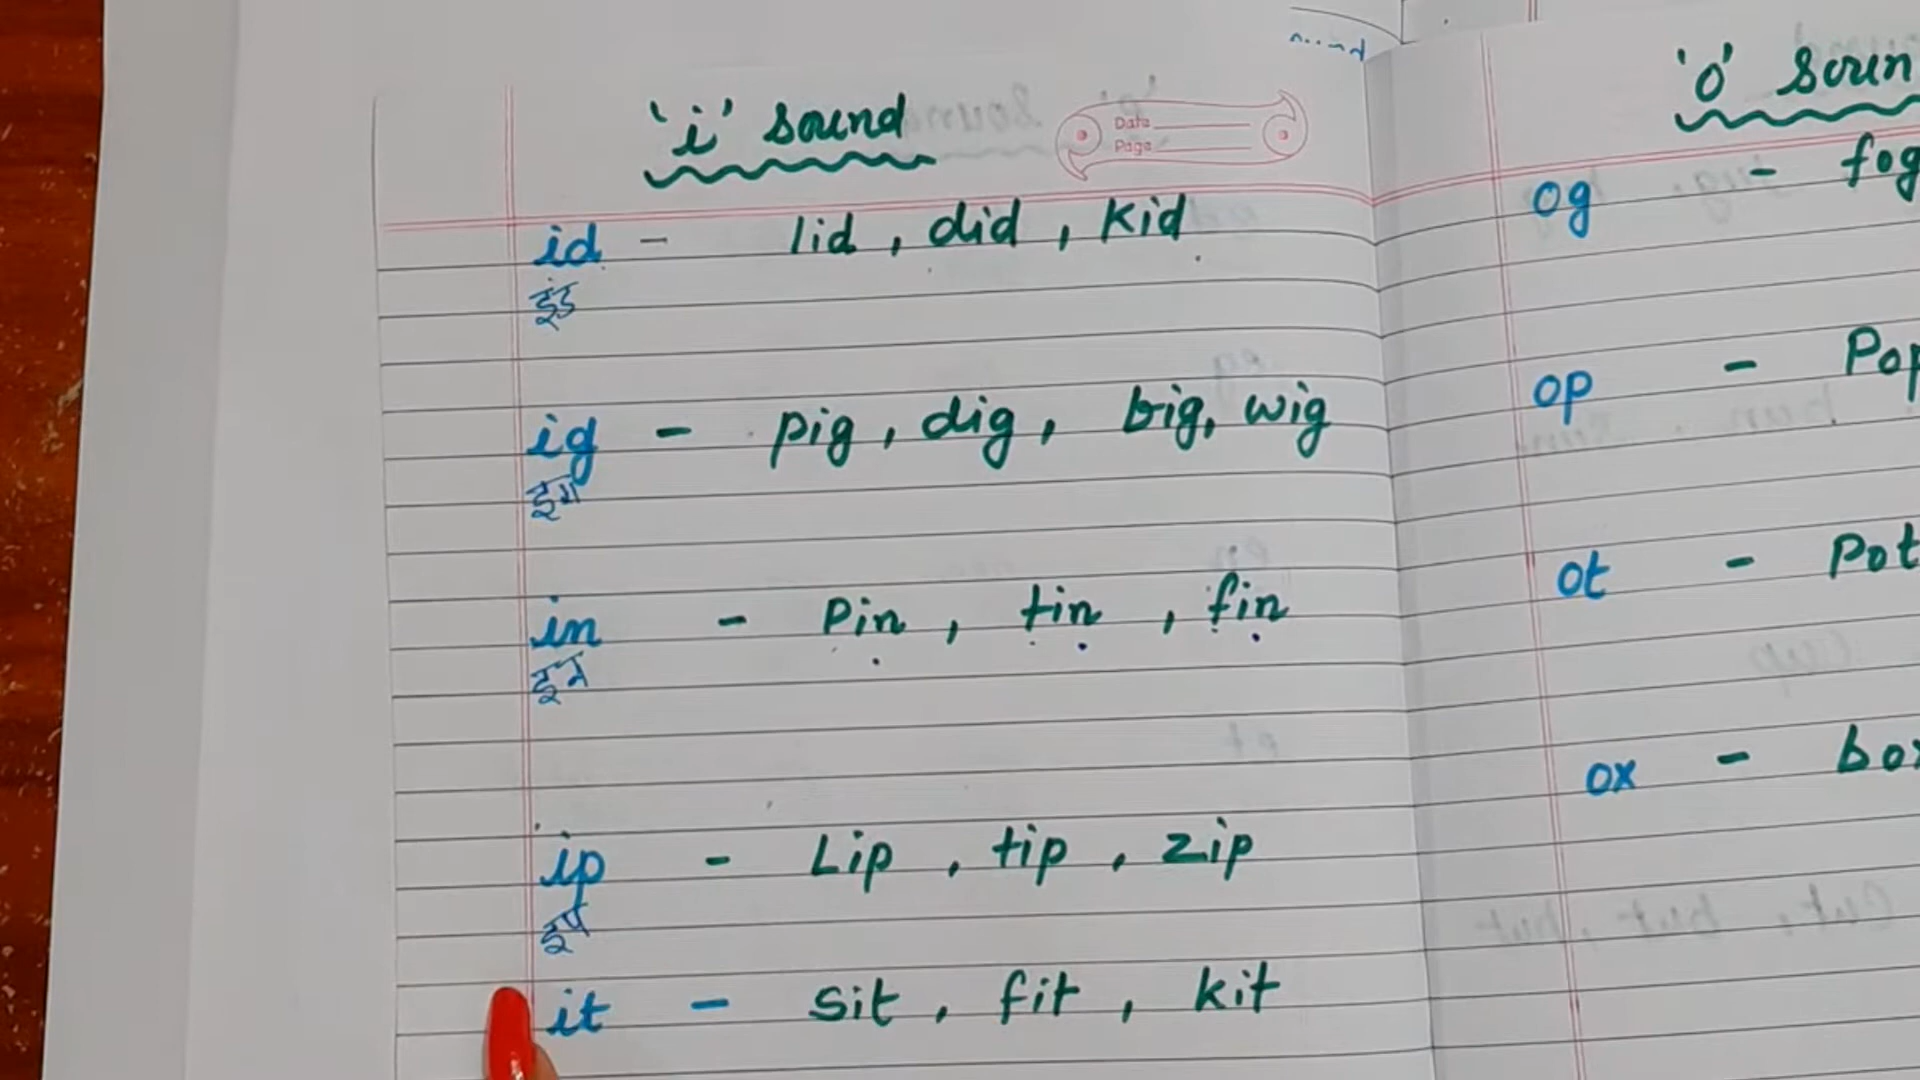 'i' sound
Date
Page
id - lid, did, kid
इड
ig - pig, dig, big, wig
इग
in - Pin, tin, fin
इन
ip - Lip, tip, zip
इप
it - Sit, fit, kit
'o' soun
og - fog
op - Pop
ot - Pot
ox - box